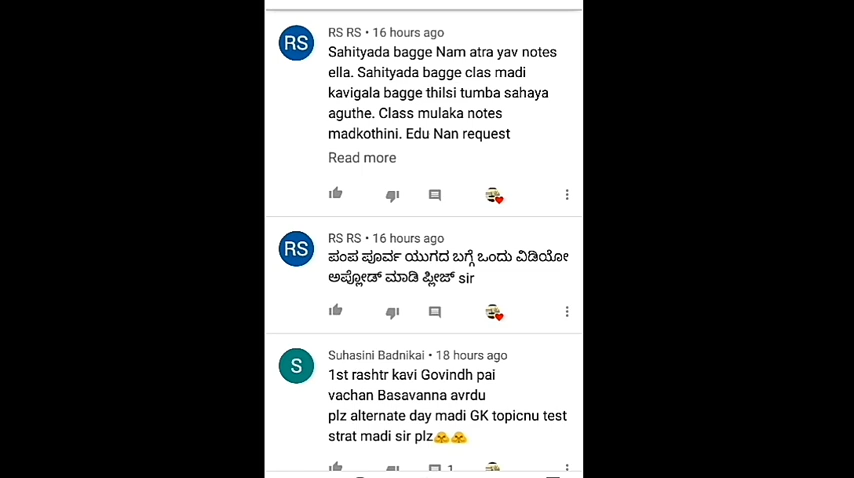 RS RS • 16 hours ago
RS
Sahityada bagge Nam atra yav notes
ella. Sahityada bagge clas madi
kavigala bagge thilsi tumba sahaya
aguthe. Class mulaka notes
madkothini. Edu Nan request
Read more
RS RS • 16 hours ago
RS
ಪಂಪ ಪೂರ್ವ ಯುಗದ ಬಗ್ಗೆ ಒಂದು ವಿಡಿಯೋ
ಅಪ್ಲೋಡ್ ಮಾಡಿ ಪ್ಲೀಜ್ sir
Suhasini Badnikai • 18 hours ago
S
1st rashtr kavi Govindh pai
vachan Basavanna avrdu
plz alternate day madi GK topicnu test
strat madi sir plz🤗🤗
1